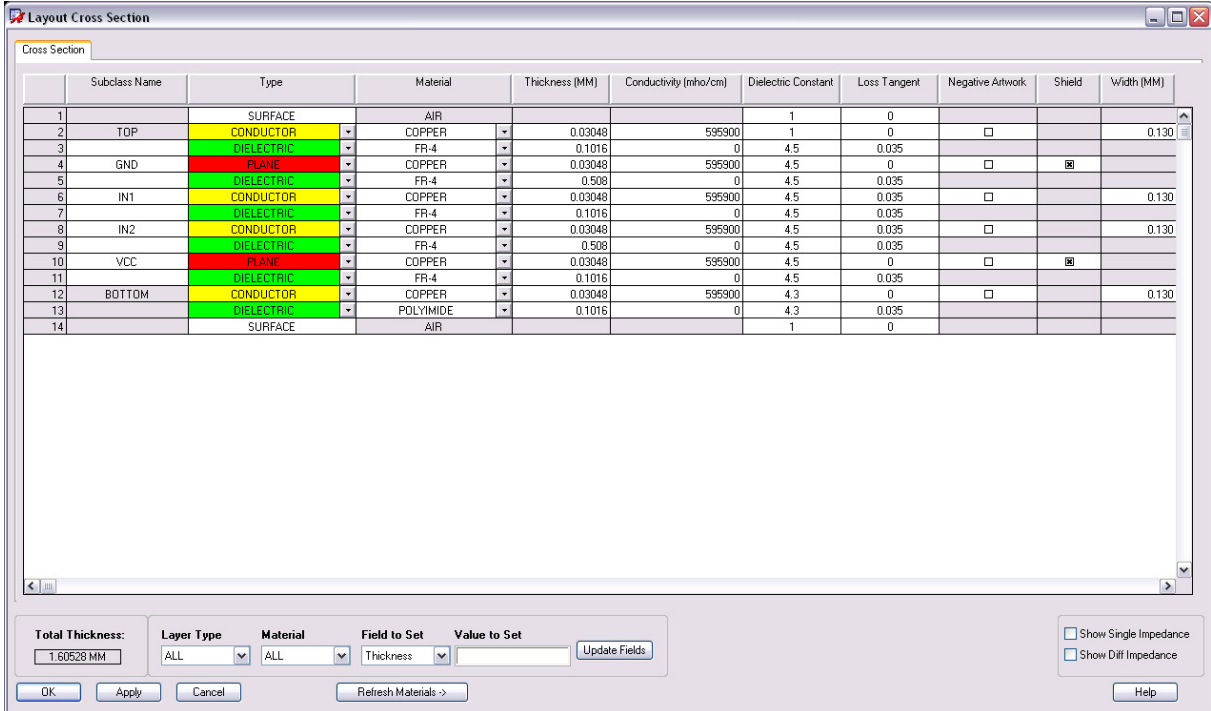 Layout Cross Section
Cross Section
Subclass Name Type Material Thickness (MM) Conductivity (mho/cm) Dielectric Constant Loss Tangent Negative Artwork Shield Width (MM)
1 SURFACE AIR 1 0
2 TOP CONDUCTOR COPPER 0.03048 595900 1 0 0.130
3 DIELECTRIC FR-4 0.1016 0 4.5 0.035
4 GND PLANE COPPER 0.03048 595900 4.5 0
5 DIELECTRIC FR-4 0.508 0 4.5 0.035
6 IN1 CONDUCTOR COPPER 0.03048 595900 4.5 0.035 0.130
7 DIELECTRIC FR-4 0.1016 0 4.5 0.035
8 IN2 CONDUCTOR COPPER 0.03048 595900 4.5 0.035 0.130
9 DIELECTRIC FR-4 0.508 0 4.5 0.035
10 VCC PLANE COPPER 0.03048 595900 4.5 0
11 DIELECTRIC FR-4 0.1016 0 4.5 0.035
12 BOTTOM CONDUCTOR COPPER 0.03048 595900 4.3 0 0.130
13 DIELECTRIC POLYIMIDE 0.1016 0 4.3 0.035
14 SURFACE AIR 1 0
Total Thickness: Layer Type Material Field to Set Value to Set Show Single Impedance
1.60528 MM ALL ALL Thickness Update Fields Show Diff Impedance
OK Apply Cancel Refresh Materials -> Help